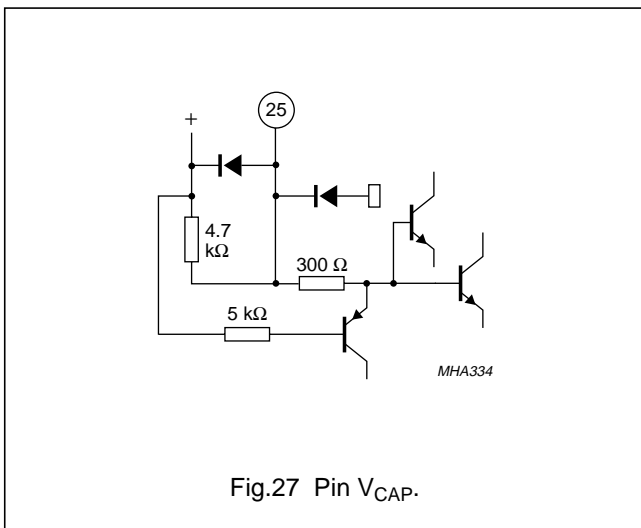 25
+
4.7
kΩ
300 Ω
5 kΩ
MHA334
Fig.27 Pin VCAP.